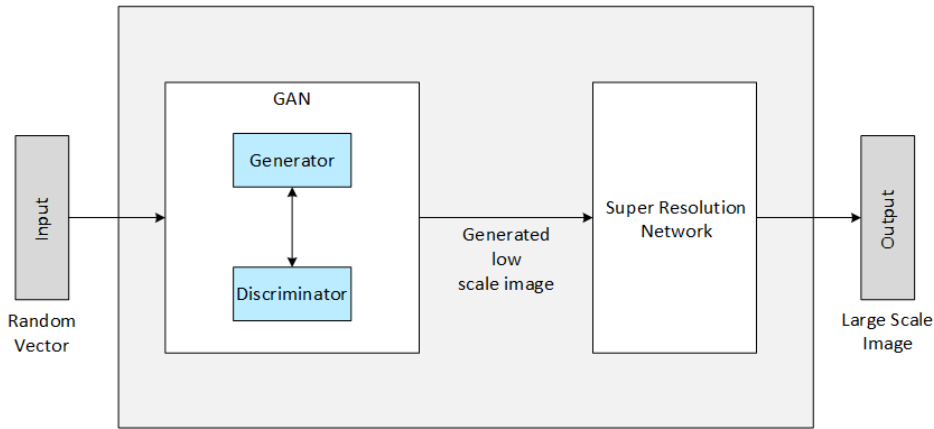 GAN
Generator
Discriminator
Input
Random
Vector
Generated
low
scale image
Super Resolution
Network
Output
Large Scale
Image